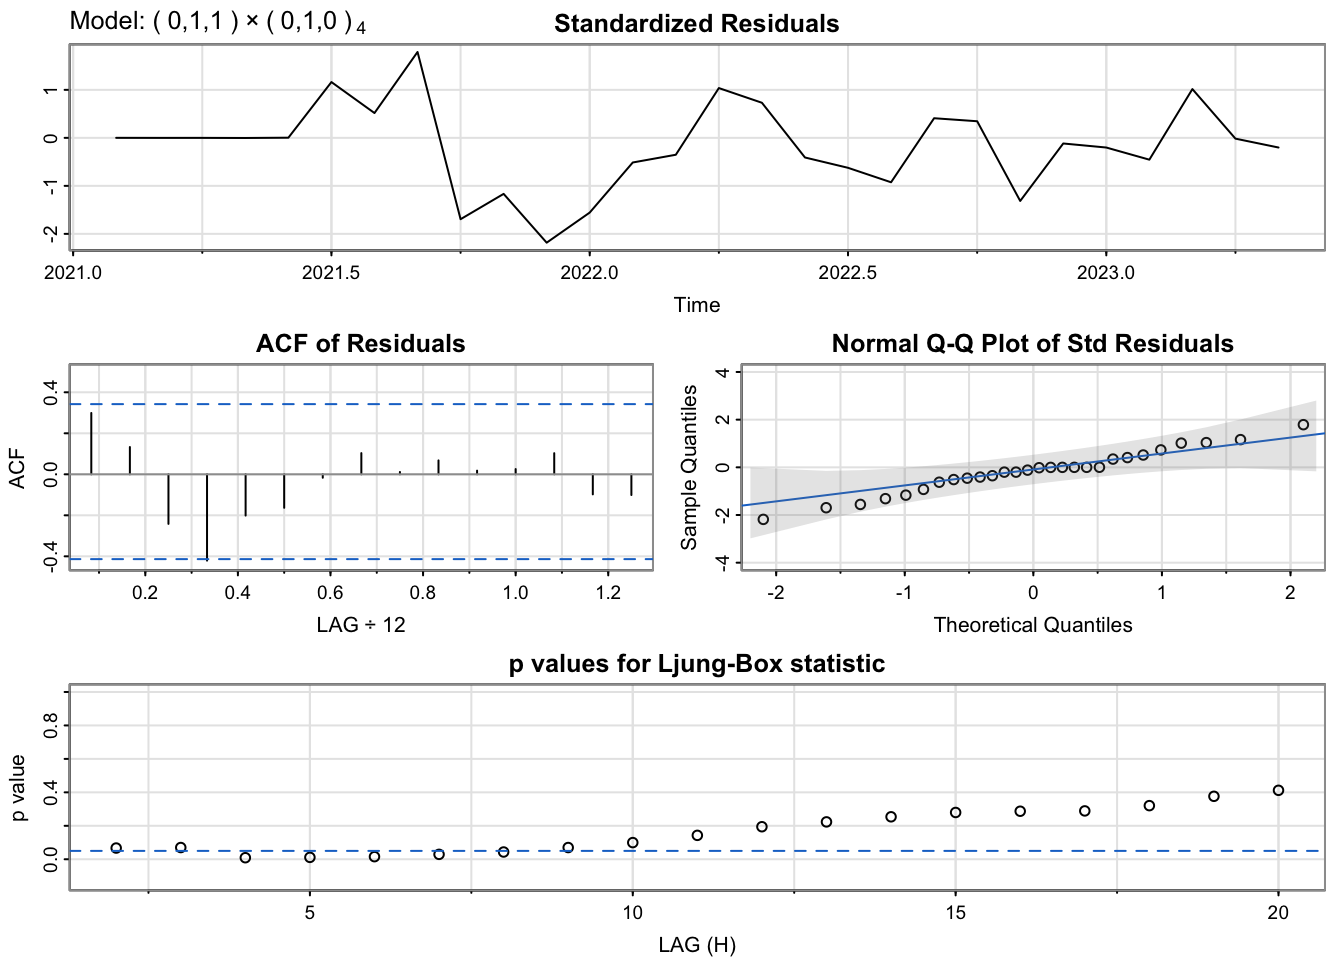 Model: ( 0,1,1 ) × ( 0,1,0 ) 4
Standardized Residuals
1
0
-1
-2
2021.0 2021.5 2022.0 2022.5 2023.0
Time
ACF of Residuals
ACF
0.4
0.0
-0.4
0.2 0.4 0.6 0.8 1.0 1.2
LAG ÷ 12
Normal Q-Q Plot of Std Residuals
Sample Quantiles
4
2
0
-2
-4
-2 -1 0 1 2
Theoretical Quantiles
p values for Ljung-Box statistic
p value
0.8
0.4
0.0
5 10 15 20
LAG (H)